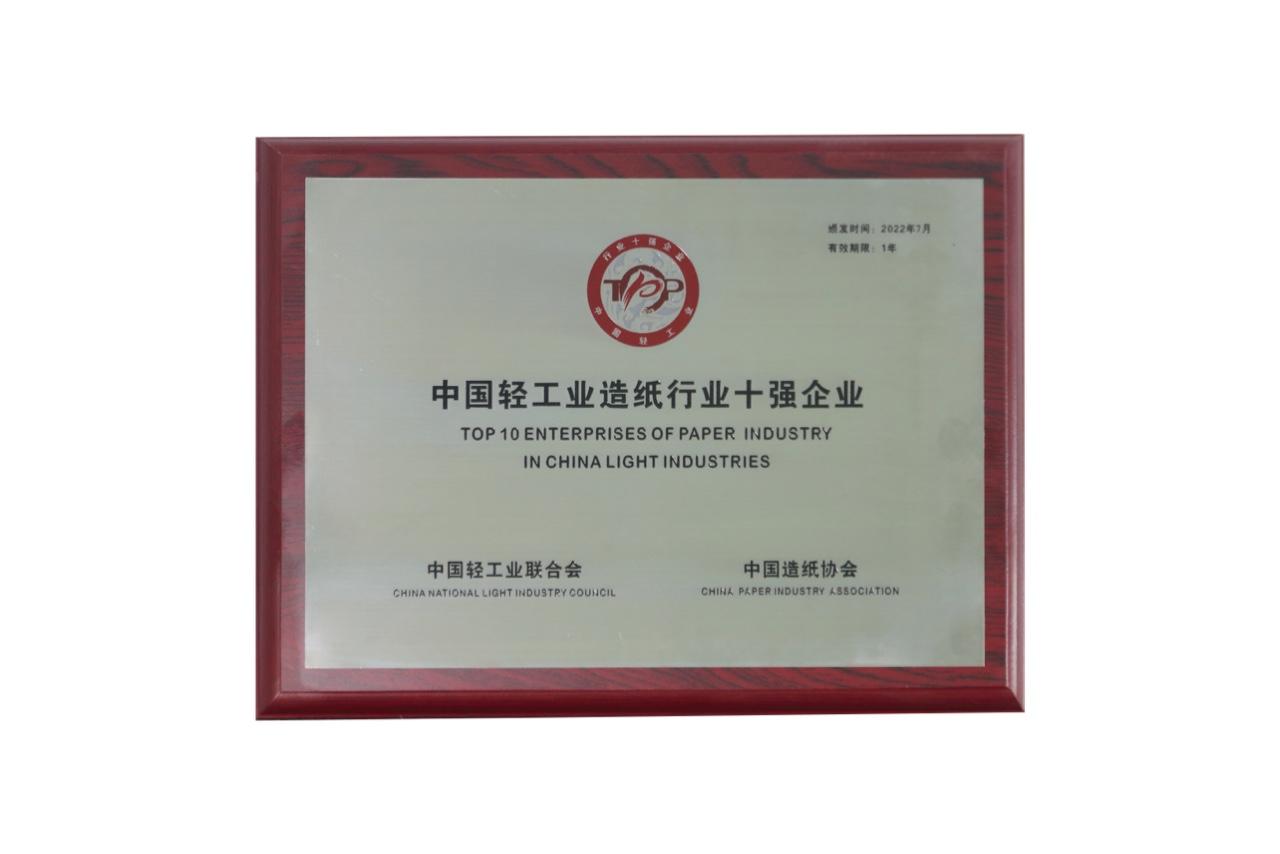 颁发时间：2022年7月
有效期限：1年
行业十强企业
TOP
中国轻工业
中国轻工业造纸行业十强企业
TOP 10 ENTERPRISES OF PAPER INDUSTRY
IN CHINA LIGHT INDUSTRIES
中国轻工业联合会
CHINA NATIONAL LIGHT INDUSTRY COUNCIL
中国造纸协会
CHINA PAPER INDUSTRY ASSOCIATION